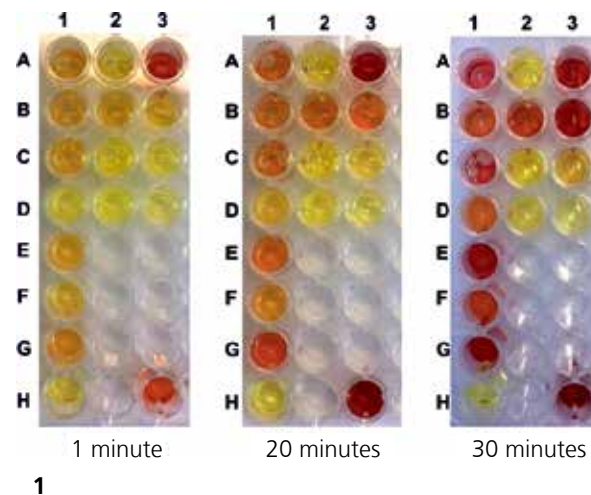 1 2 3 1 2 3 1 2 3
A A A
B B B
C C C
D D D
E E E
F F F
G G G
H H H
1 minute 20 minutes 30 minutes
1